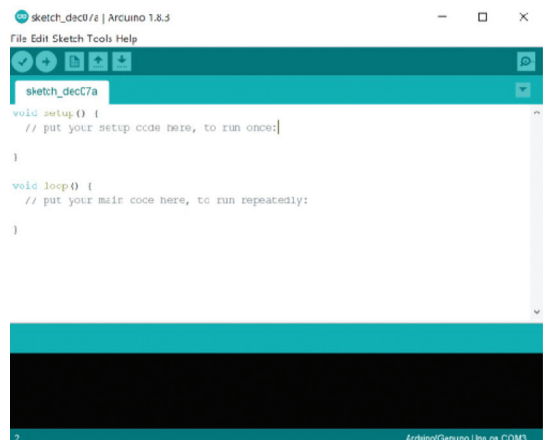 sketch_dec07a | Arduino 1.8.3
File Edit Sketch Tools Help
sketch_dec07a
void setup() {
// put your setup code here, to run once:
}
void loop() {
// put your main code here, to run repeatedly:
}
2
Arduino/Genuino Uno on COM3